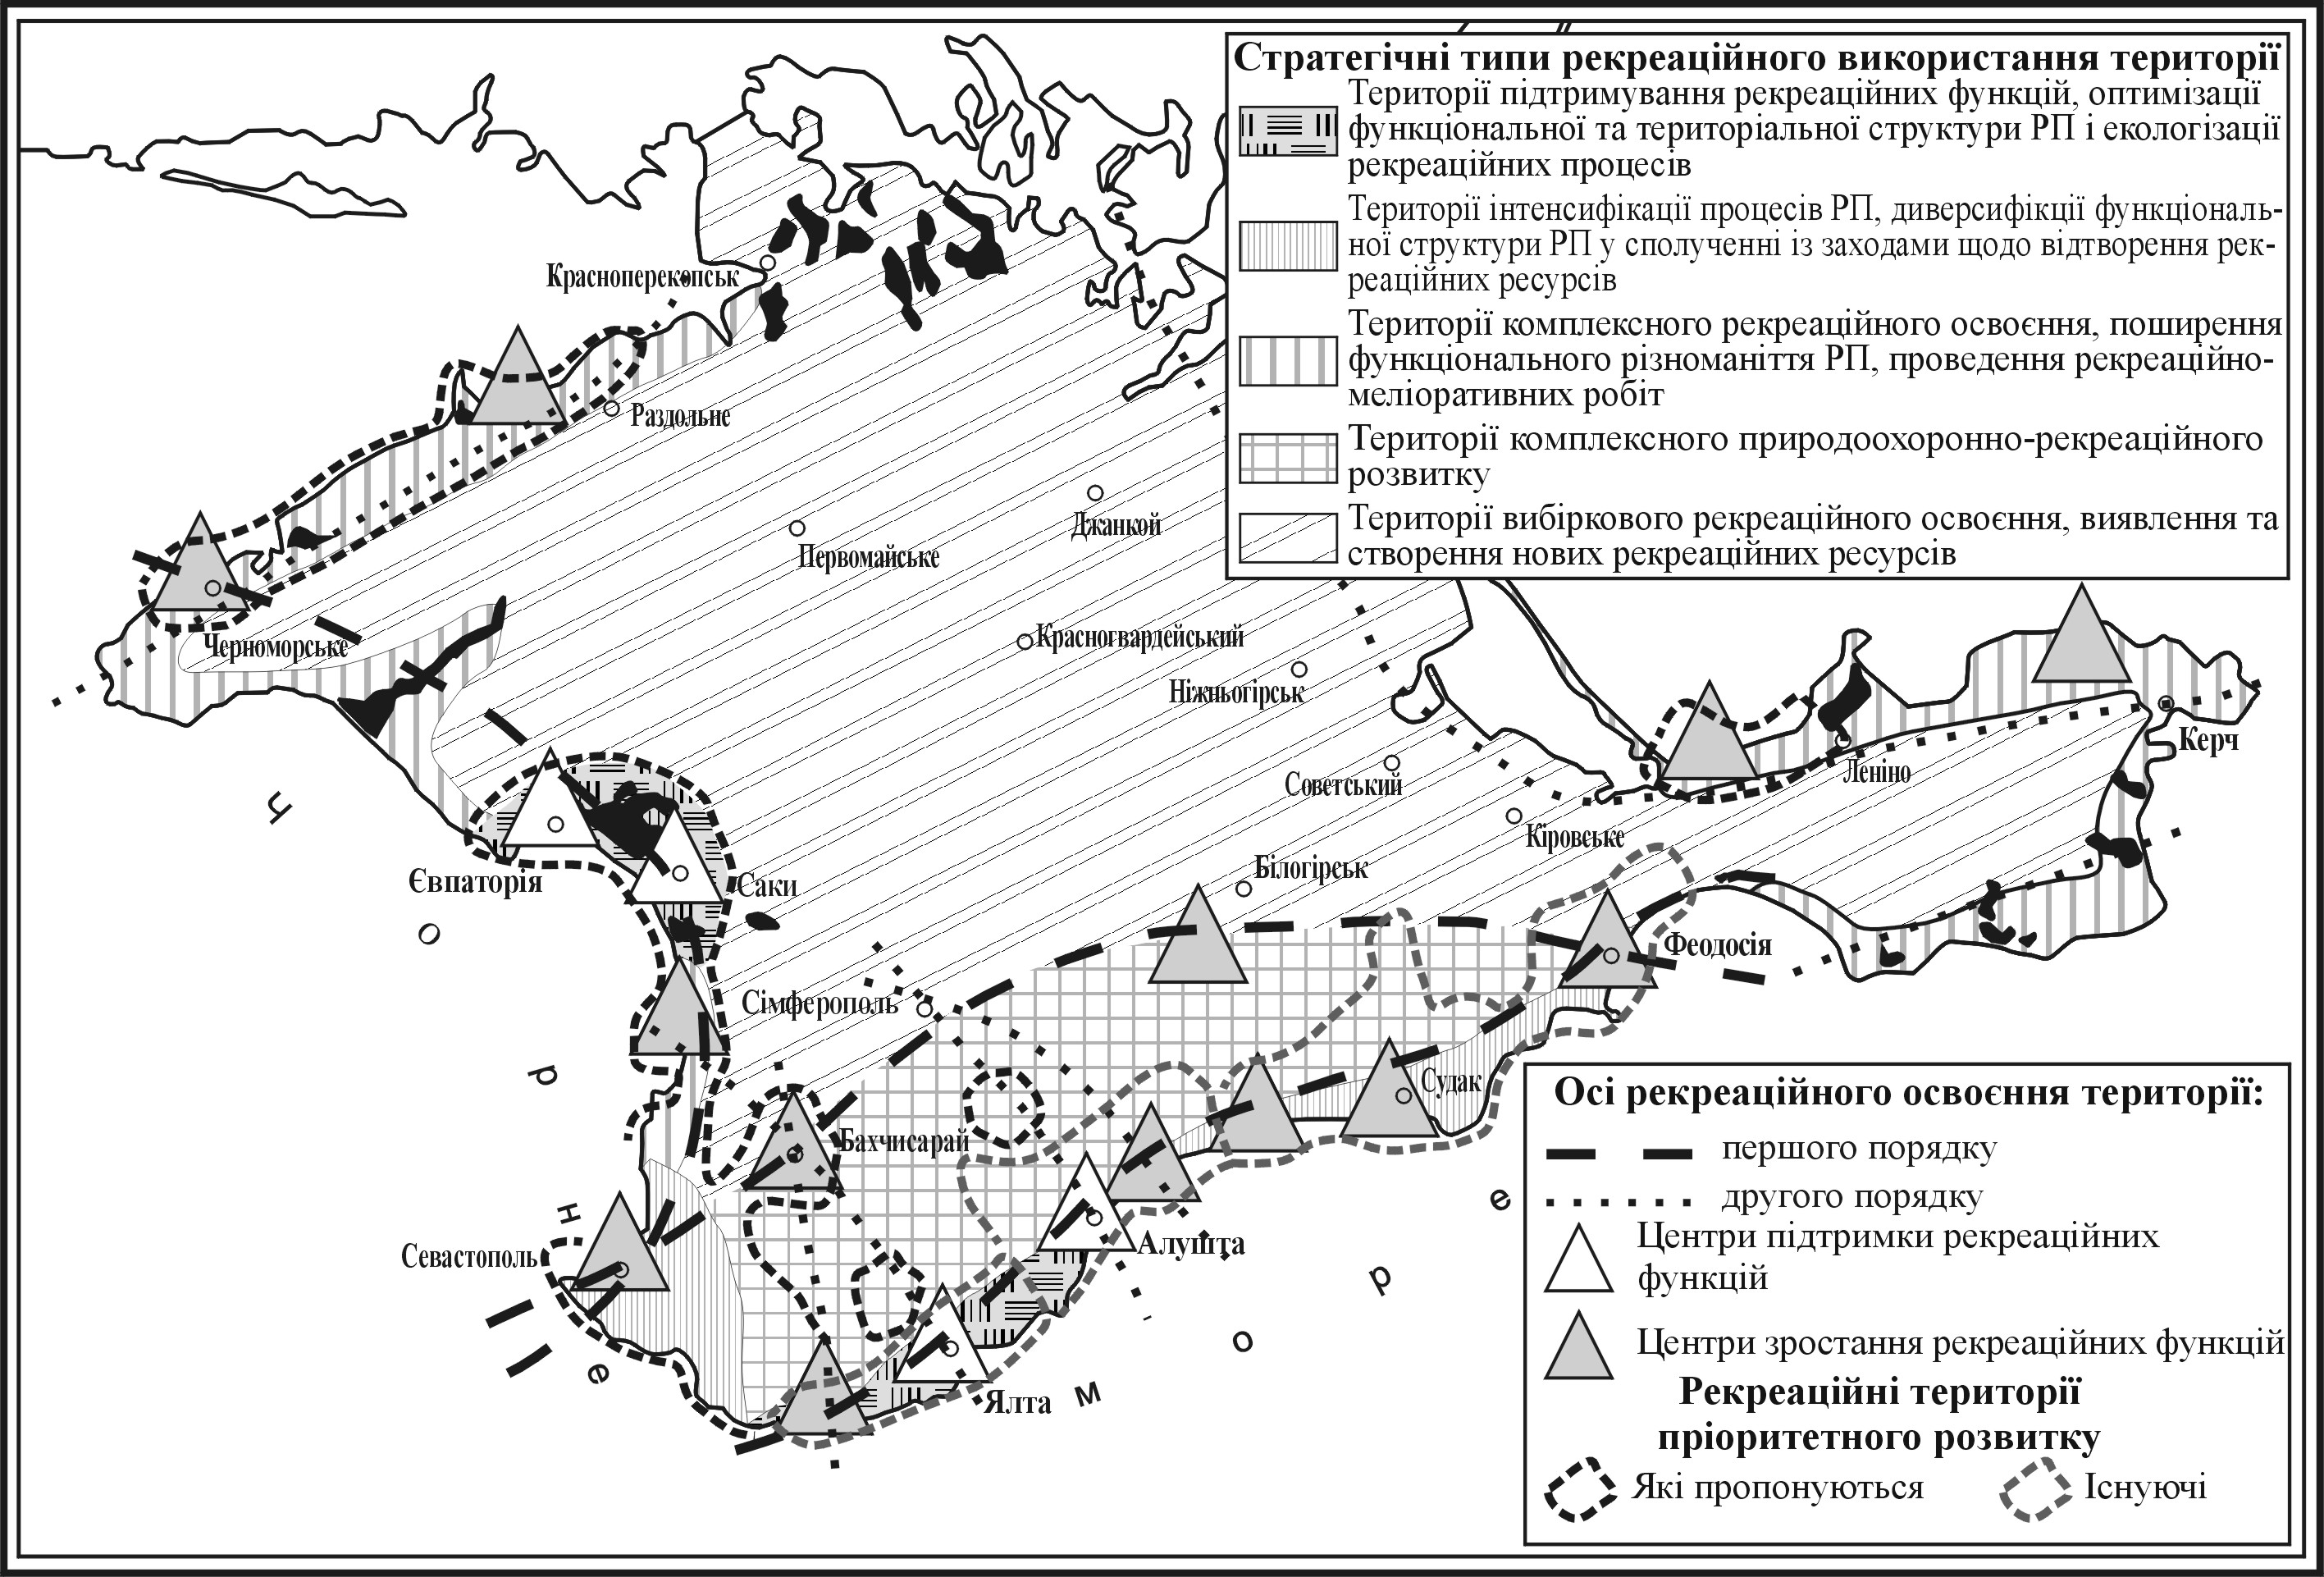 Стратегічні типи рекреаційного використання території
Території підтримування рекреаційних функцій, оптимізації
функціональної та територіальної структури РП і екологізації
рекреаційних процесів
Території інтенсифікації процесів РП, диверсифікції функціональ-
ної структури РП у сполученні із заходами щодо відтворення рек-
реаційних ресурсів
Території комплексного рекреаційного освоєння, поширення
функціонального різноманіття РП, проведення рекреаційно-
меліоративних робіт
Території комплексного природоохоронно-рекреаційного
розвитку
Території вибіркового рекреаційного освоєння, виявлення та
створення нових рекреаційних ресурсів
Красноперекопськ
Раздольне
Джанкой
Первомайське
Красногвардейський
Черноморське
Ніжньогірськ
Керч
Леніно
Советський
Кіровське
Білогірськ
Євпаторія
Саки
Феодосія
Сімферополь
Судак
Бахчисарай
Алушта
Севастополь
Ялта
Ч о р н е м о р е
Осі рекреаційного освоєння території:
першого порядку
другого порядку
Центри підтримки рекреаційних
функцій
Центри зростання рекреаційних функцій
Рекреаційні території
пріоритетного розвитку
Які пропонуються
Існуючі